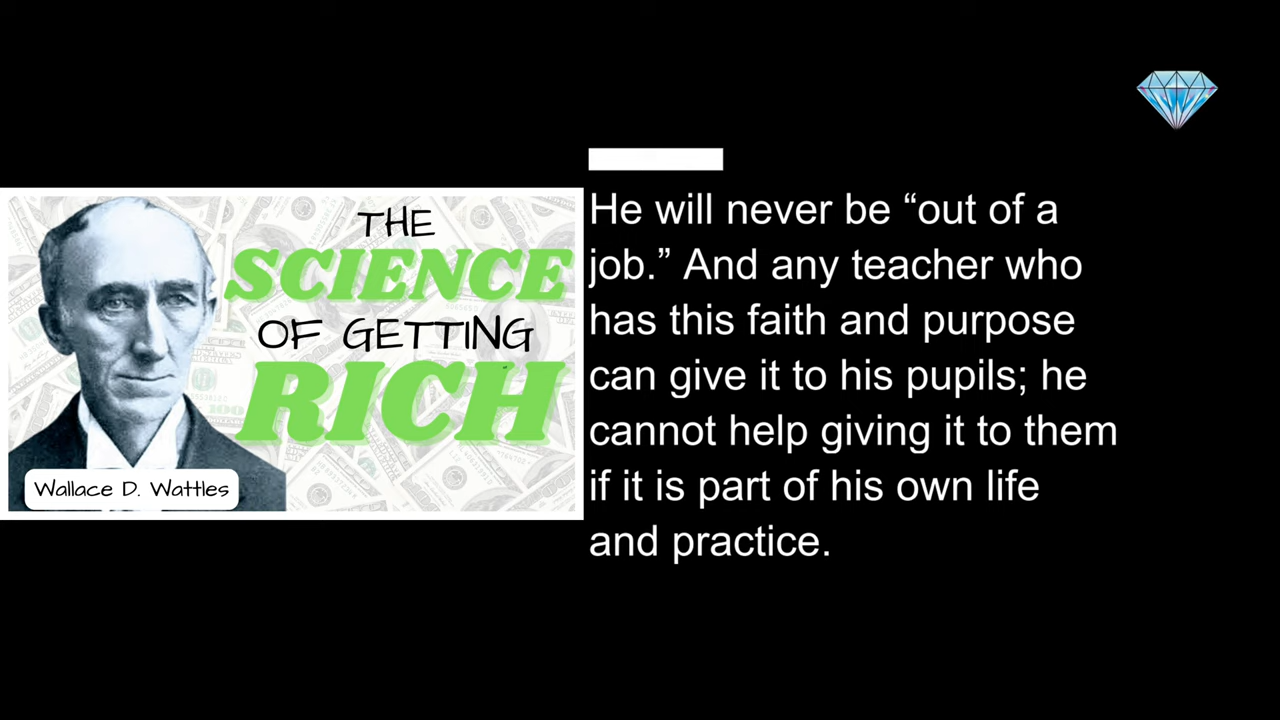 THE
SCIENCE
OF GETTING
RICH
Wallace D. Wattles
He will never be “out of a
job.” And any teacher who
has this faith and purpose
can give it to his pupils; he
cannot help giving it to them
if it is part of his own life
and practice.